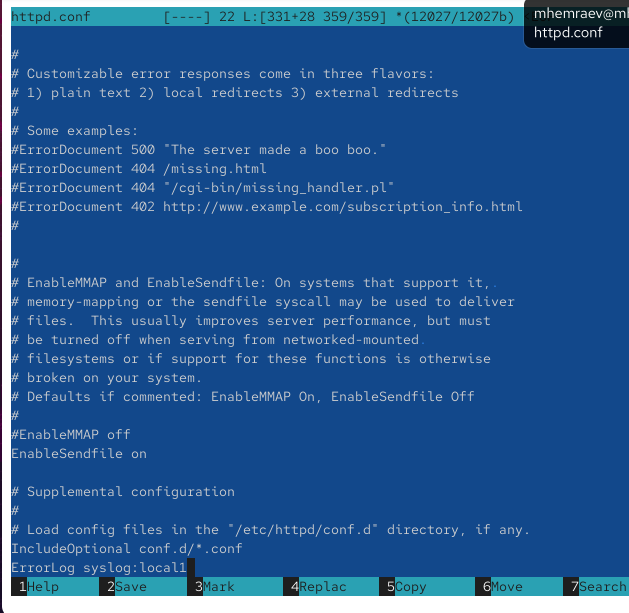 httpd.conf [----] 22 L:[331+28 359/359] *(12027/12027b)
mhemraev@
httpd.conf
#
# Customizable error responses come in three flavors:
# 1) plain text 2) local redirects 3) external redirects
#
# Some examples:
#ErrorDocument 500 "The server made a boo boo."
#ErrorDocument 404 /missing.html
#ErrorDocument 404 "/cgi-bin/missing_handler.pl"
#ErrorDocument 402 http://www.example.com/subscription_info.html
#
#
# EnableMMAP and EnableSendfile: On systems that support it,.
# memory-mapping or the sendfile syscall may be used to deliver
# files.  This usually improves server performance, but must
# be turned off when serving from networked-mounted.
# filesystems or if support for these functions is otherwise
# broken on your system.
# Defaults if commented: EnableMMAP On, EnableSendfile Off
#
#EnableMMAP off
EnableSendfile on
# Supplemental configuration
#
# Load config files in the "/etc/httpd/conf.d" directory, if any.
IncludeOptional conf.d/*.conf
ErrorLog syslog:local1
1Help 2Save 3Mark 4Replac 5Copy 6Move 7Search